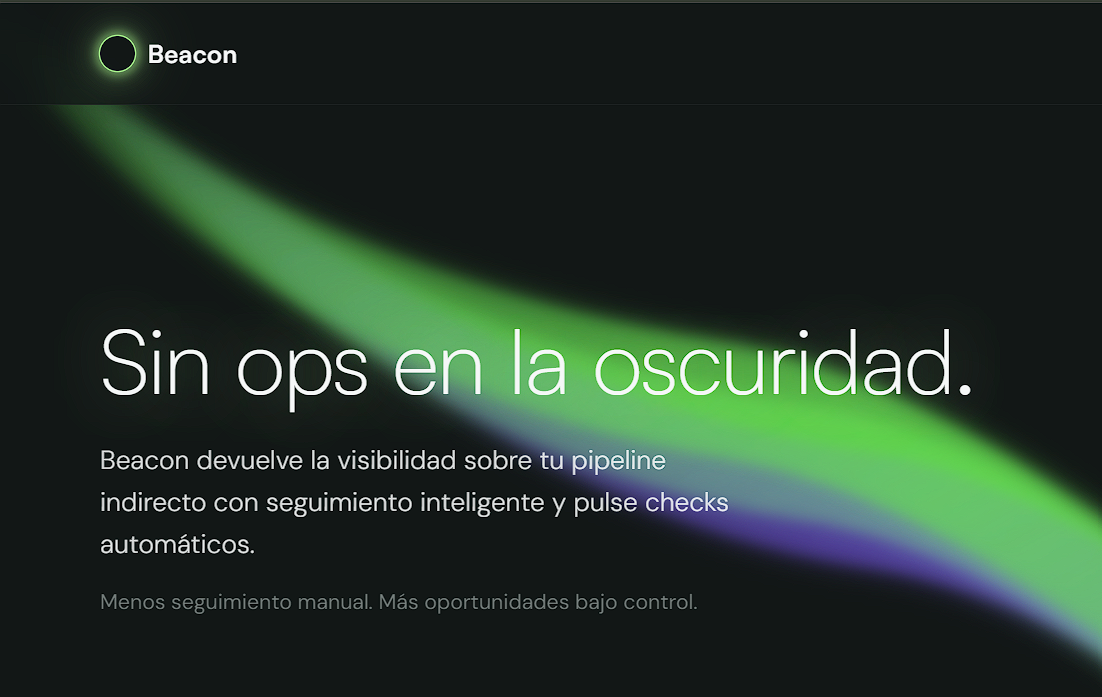 Beacon
Sin ops en la oscuridad.
Beacon devuelve la visibilidad sobre tu pipeline
indirecto con seguimiento inteligente y pulse checks
automáticos.
Menos seguimiento manual. Más oportunidades bajo control.